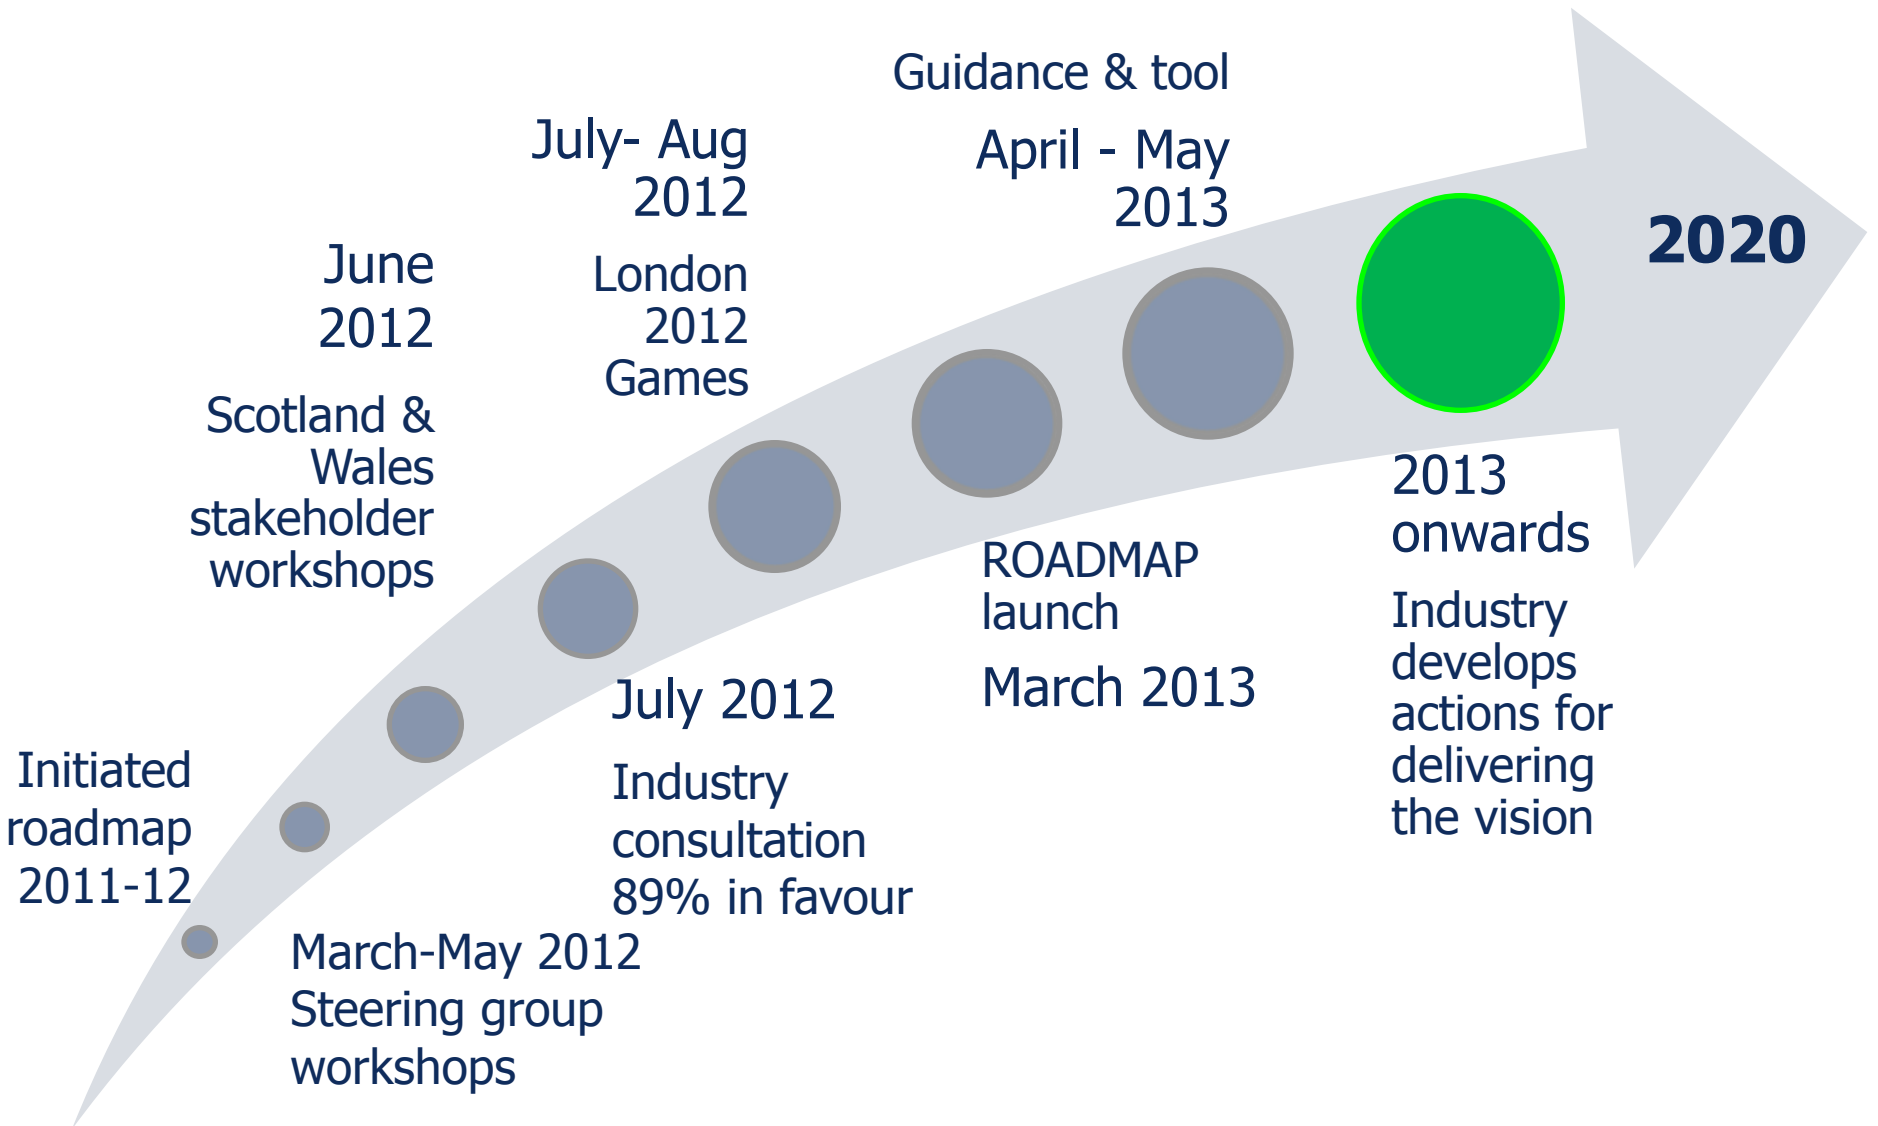 Initiated
roadmap
2011-12
March-May 2012
Steering group
workshops
June
2012
Scotland &
Wales
stakeholder
workshops
July 2012
Industry
consultation
89% in favour
July- Aug
2012
London
2012
Games
ROADMAP
launch
March 2013
Guidance & tool
April - May
2013
2013
onwards
Industry
develops
actions for
delivering
the vision
2020